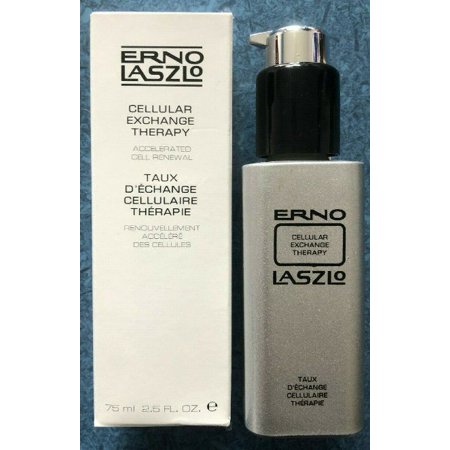 ERNO
LASZLO
CELLULAR
EXCHANGE
THERAPY
ACCELERATED
CELL RENEWAL
TAUX
D'ÉCHANGE
CELLULAIRE
THÉRAPIE
RENOUVELLEMENT
ACCÉLÉRÉ
DES CELLULES
75 ml 2.5 FL. OZ. ℮
ERNO
CELLULAR
EXCHANGE
THERAPY
LASZLO
TAUX
D'ÉCHANGE
CELLULAIRE
THÉRAPIE